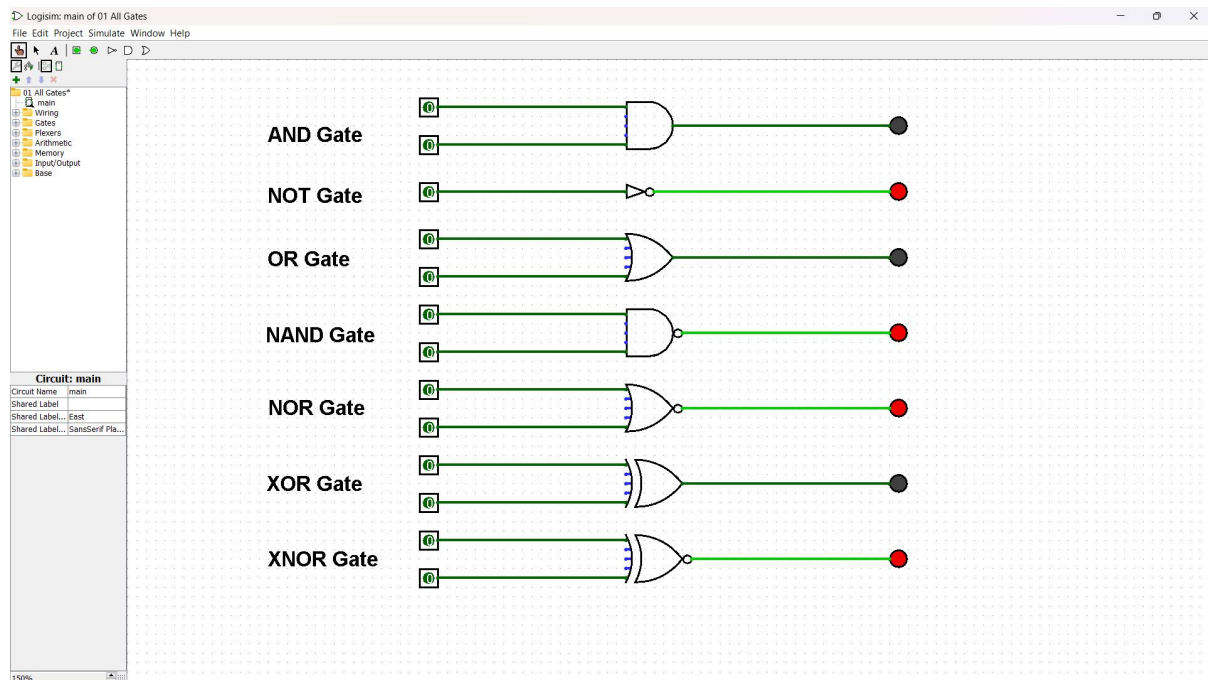 Logisim: main of 01 All Gates
File Edit Project Simulate Window Help
A
01 All Gates*
main
Wiring
Gates
Plexers
Arithmetic
Memory
Input/Output
Base
Circuit: main
Circuit Name main
Shared Label
Shared Label... East
Shared Label... SansSerif Pla...
150%
AND Gate
0
0
NOT Gate
0
OR Gate
0
0
NAND Gate
0
0
NOR Gate
0
0
XOR Gate
0
0
XNOR Gate
0
0